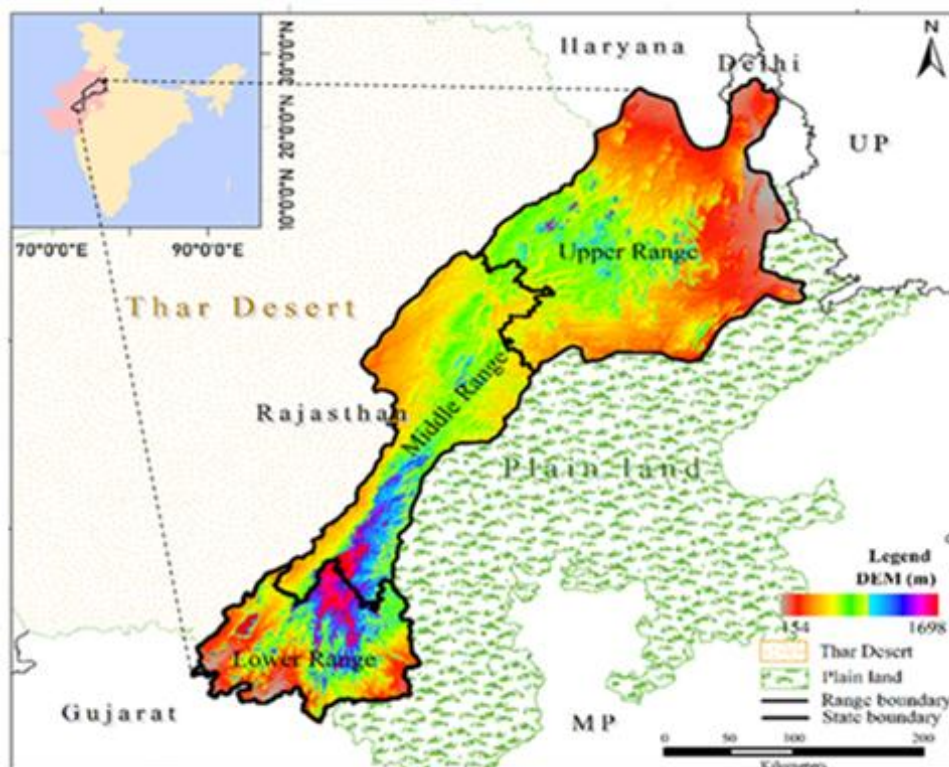 Haryana
Delhi
N
UP
30°0'0"N
20°0'0"N
10°0'0"N
70°0'0"E
90°0'0"E
Upper Range
Thar Desert
Rajasthan
Middle Range
Plain land
Lower Range
Gujarat
MP
Legend
DEM (m)
1698
Thar Desert
Plain land
Range boundary
State boundary
0 50 100 200
Kilometers